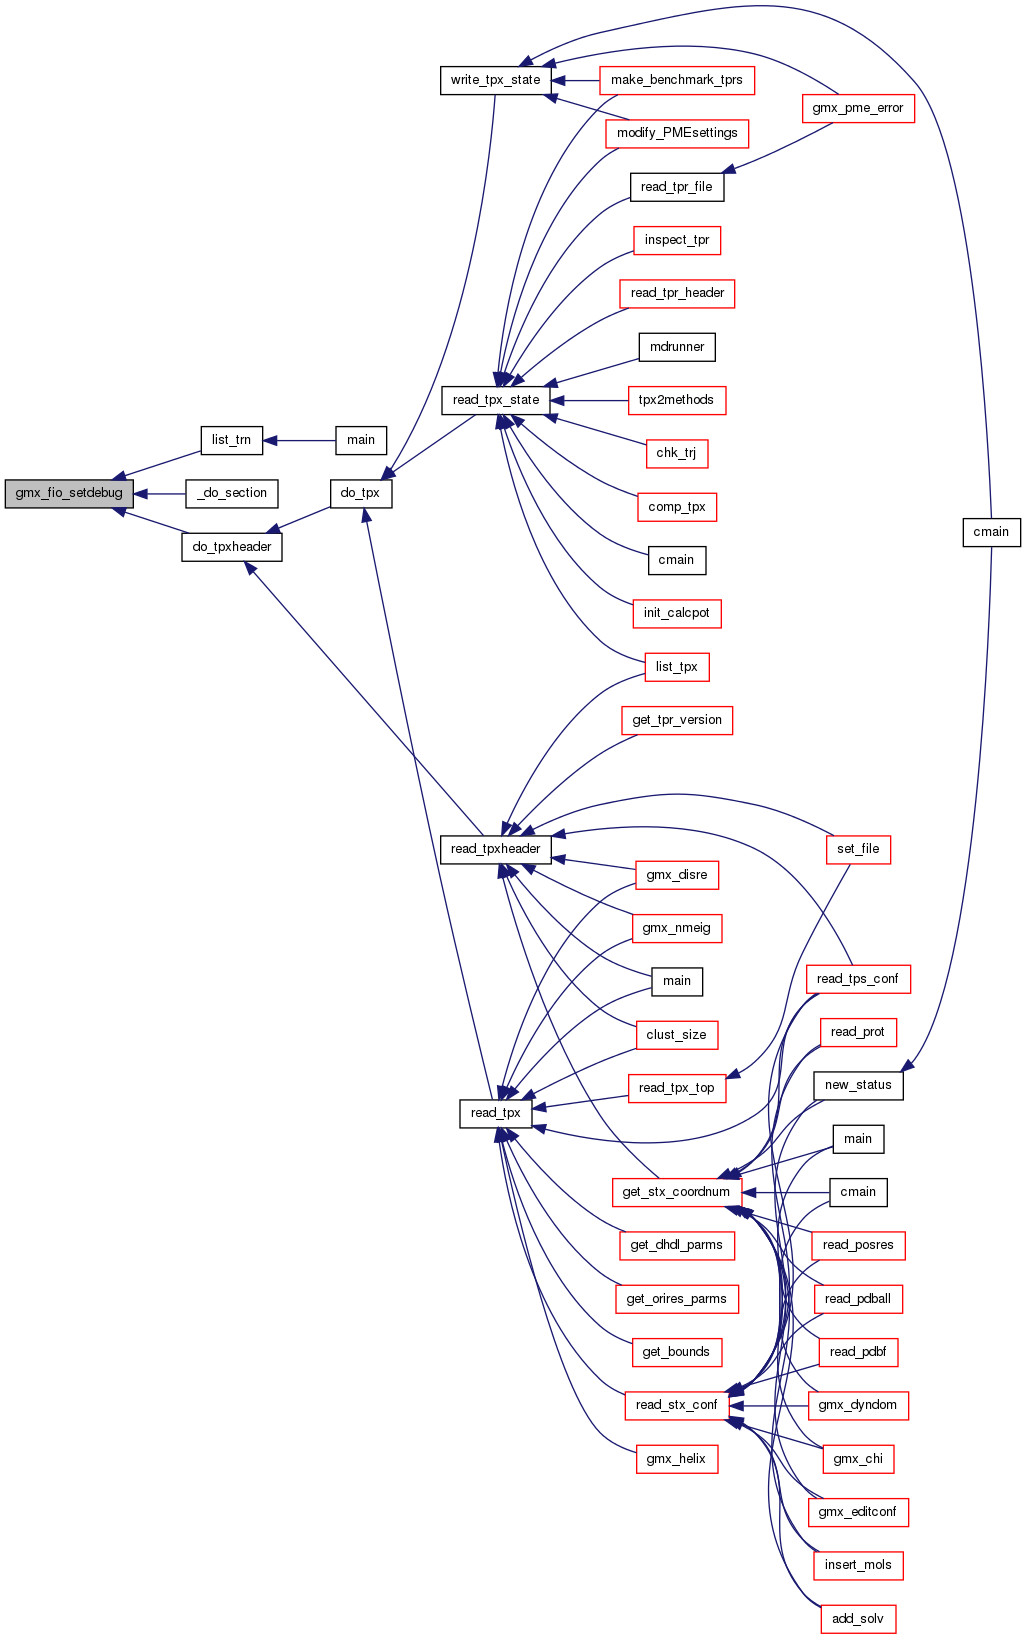 write_tpx_state
make_benchmark_tprs
gmx_pme_error
modify_PMEsettings
read_tpr_file
inspect_tpr
read_tpr_header
mdrunner
read_tpx_state
tpx2methods
list_trn
main
chk_trj
gmx_fio_setdebug
_do_section
do_tpx
comp_tpx
cmain
do_tpxheader
cmain
init_calcpot
list_tpx
get_tpr_version
read_tpxheader
set_file
gmx_disre
gmx_nmeig
main
read_tps_conf
clust_size
read_prot
read_tpx_top
new_status
read_tpx
main
get_stx_coordnum
cmain
get_dhdl_parms
read_posres
get_orires_parms
read_pdball
get_bounds
read_pdbf
read_stx_conf
gmx_dyndom
gmx_helix
gmx_chi
gmx_editconf
insert_mols
add_solv